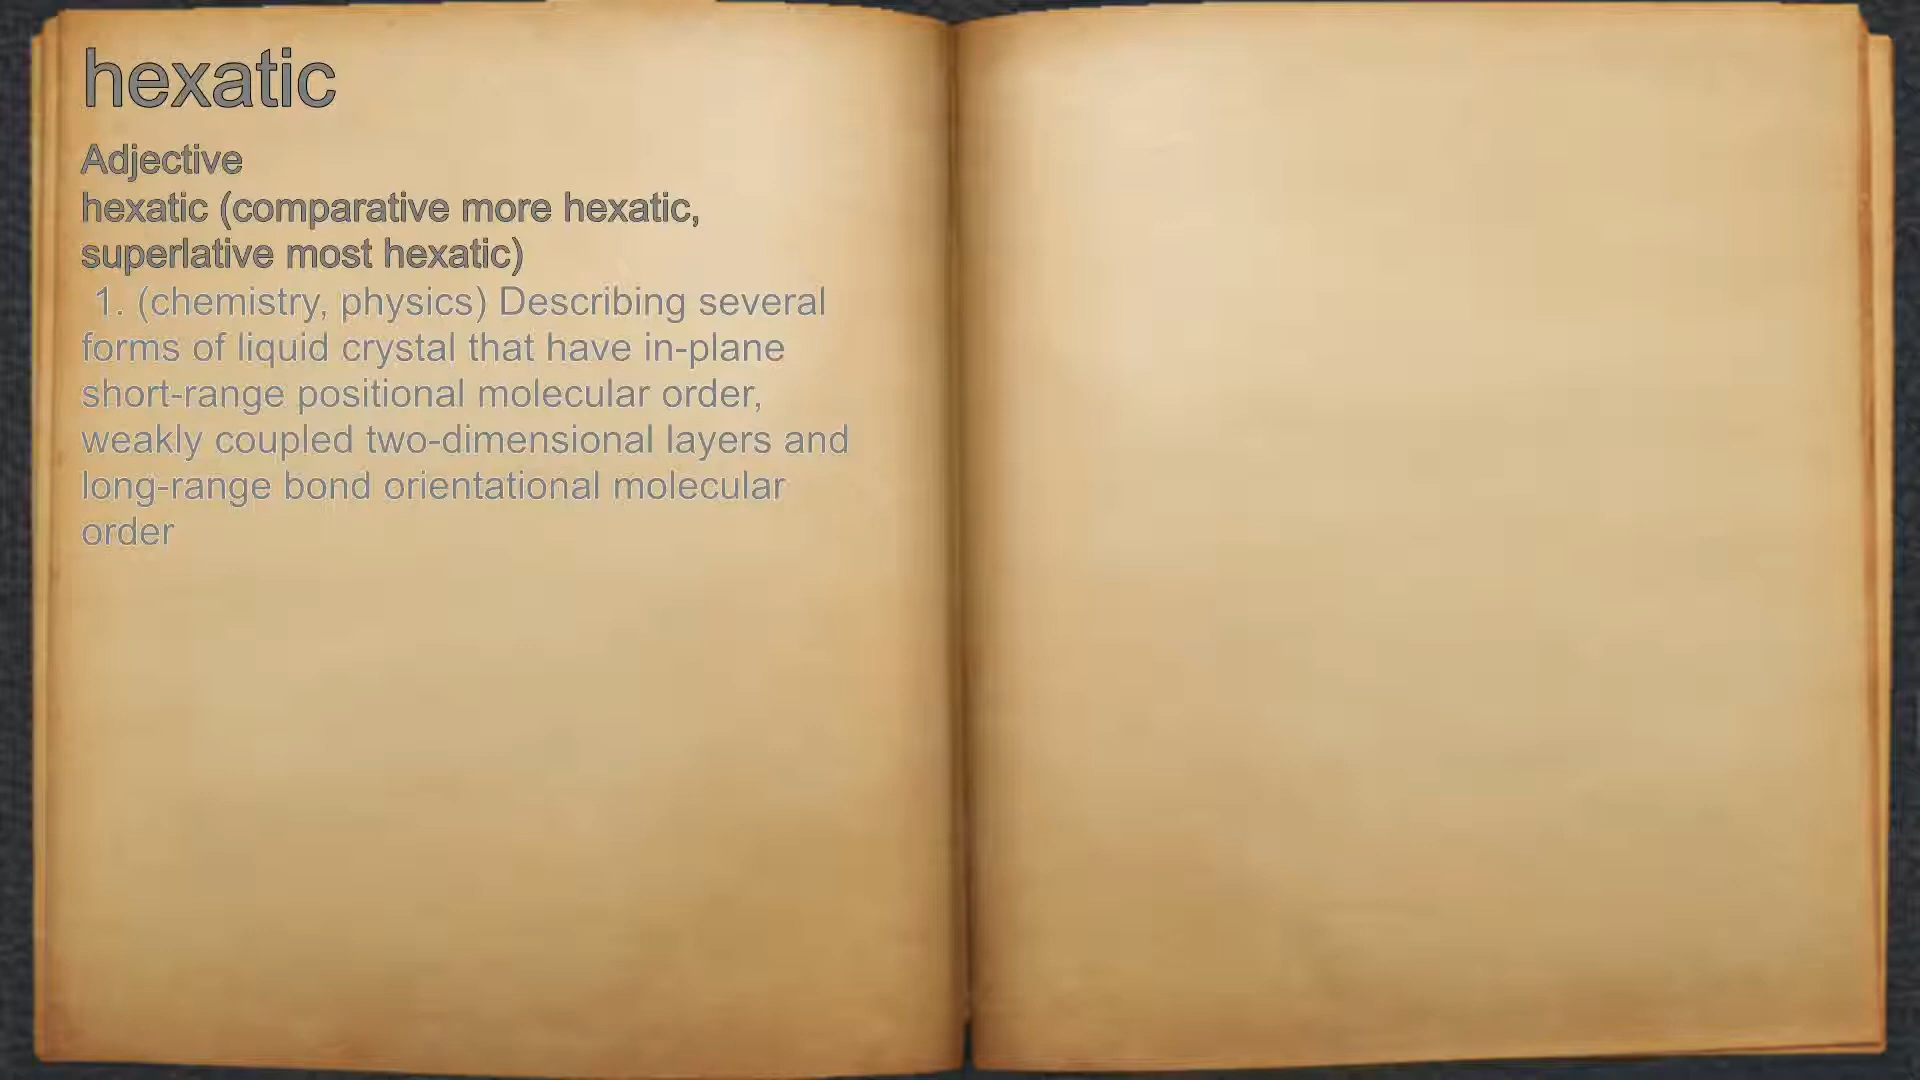 hexatic
Adjective
hexatic (comparative more hexatic,
superlative most hexatic)
1. (chemistry, physics) Describing several
forms of liquid crystal that have in-plane
short-range positional molecular order,
weakly coupled two-dimensional layers and
long-range bond orientational molecular
order